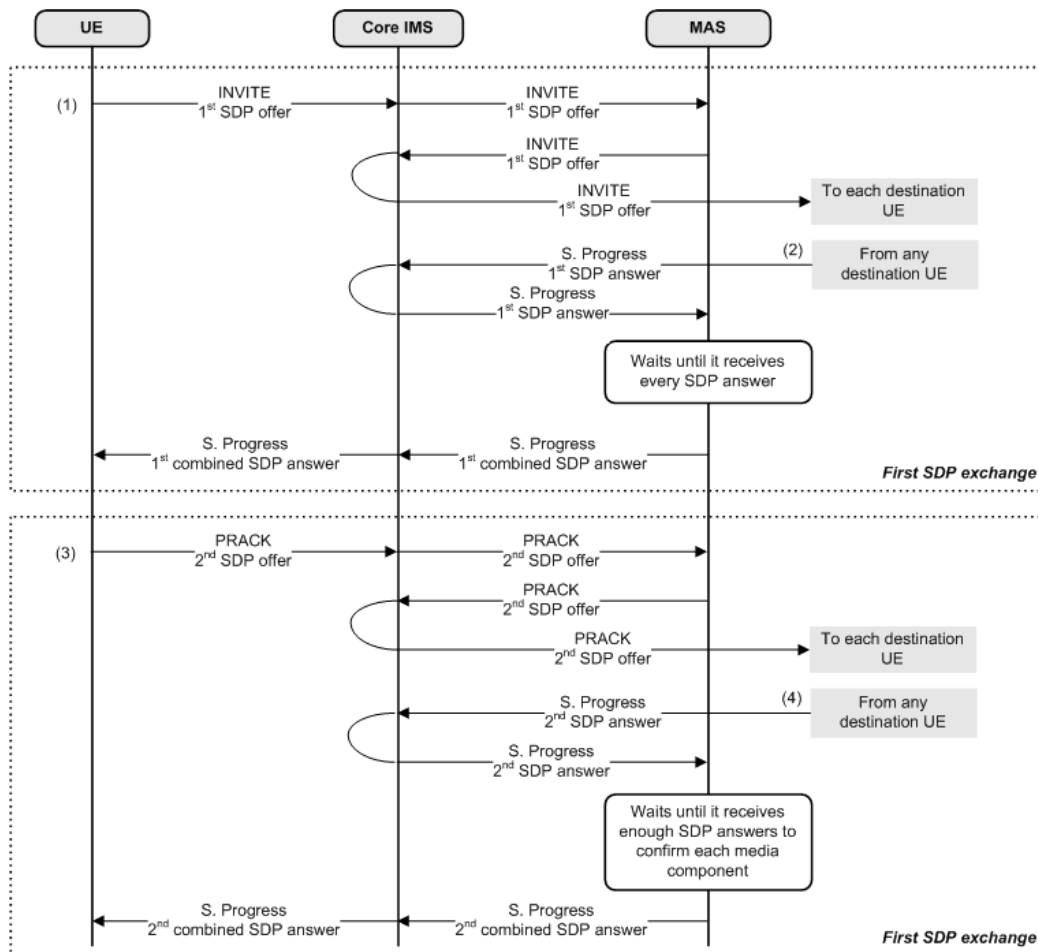 UE
Core IMS
MAS
(1)
INVITE
1st SDP offer
INVITE
1st SDP offer
INVITE
1st SDP offer
INVITE
1st SDP offer
To each destination
UE
(2)
S. Progress
1st SDP answer
From any
destination UE
S. Progress
1st SDP answer
Waits until it receives
every SDP answer
S. Progress
1st combined SDP answer
S. Progress
1st combined SDP answer
First SDP exchange
(3)
PRACK
2nd SDP offer
PRACK
2nd SDP offer
PRACK
2nd SDP offer
PRACK
2nd SDP offer
To each destination
UE
(4)
S. Progress
2nd SDP answer
From any
destination UE
S. Progress
2nd SDP answer
Waits until it receives
enough SDP answers to
confirm each media
component
S. Progress
2nd combined SDP answer
S. Progress
2nd combined SDP answer
First SDP exchange